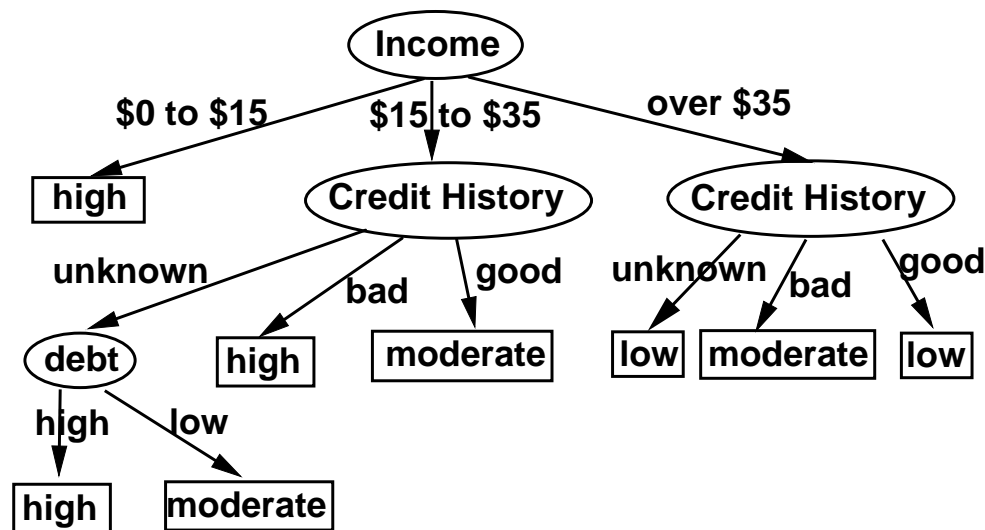 Income
$0 to $15
$15 to $35
over $35
high
Credit History
Credit History
unknown
bad
good
unknown
bad
good
debt
high
moderate
low
moderate
low
high
low
high
moderate